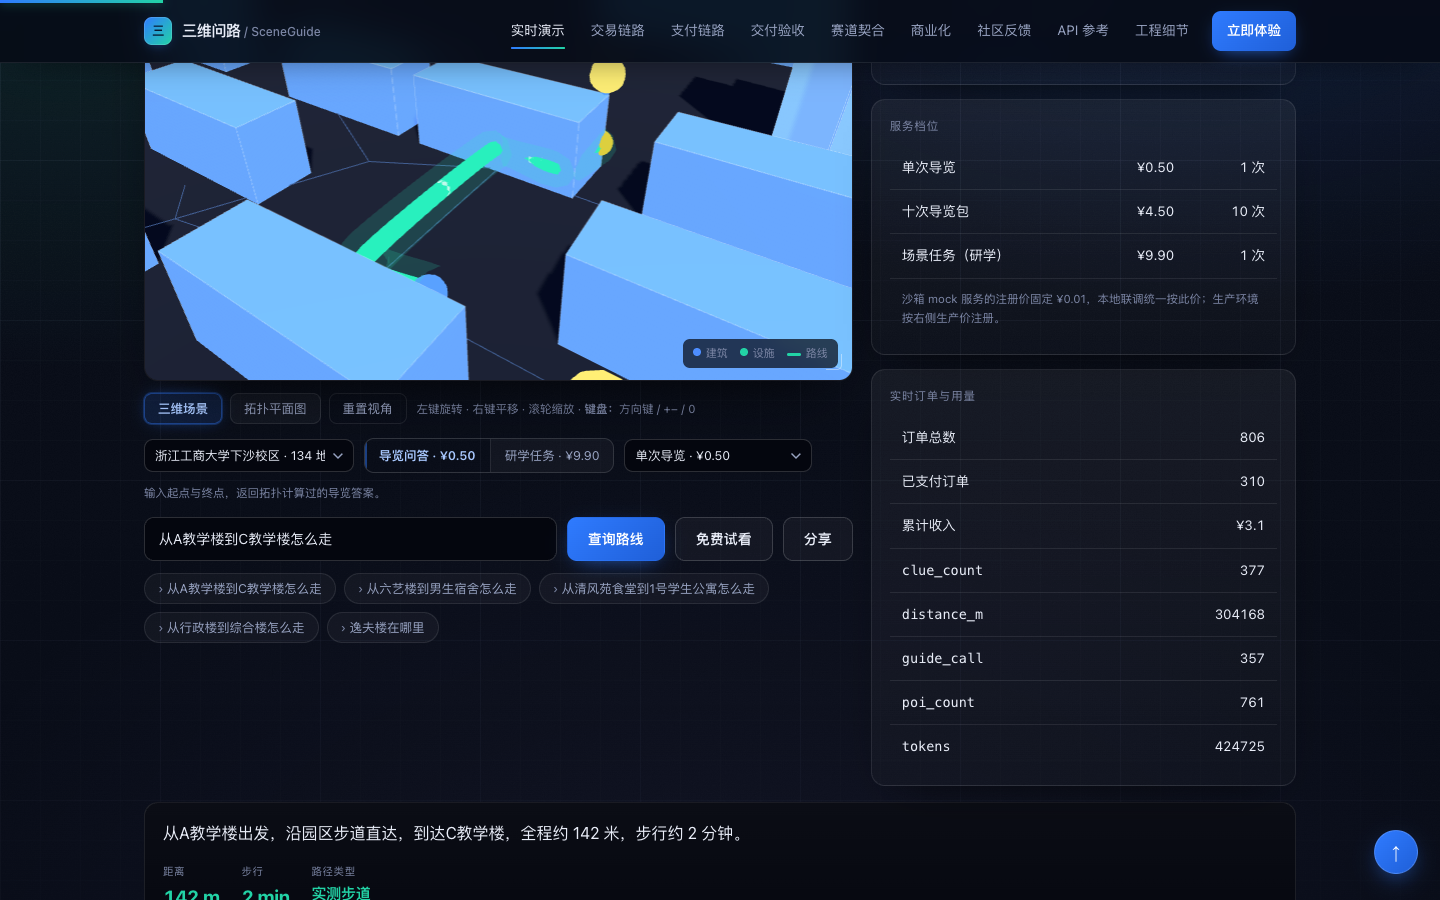 三 三维问路 / SceneGuide 实时演示 交易链路 支付链路 交付验收 赛道契合 商业化 社区反馈 API 参考 工程细节 立即体验
建筑 设施 路线
三维场景 拓扑平面图 重置视角 左键旋转 · 右键平移 · 滚轮缩放 · 键盘：方向键 / +− / 0
浙江工商大学下沙校区 · 134 导览问答 · ¥0.50 研学任务 · ¥9.90 单次导览 · ¥0.50
输入起点与终点，返回拓扑计算过的导览答案。
从A教学楼到C教学楼怎么走 查询路线 免费试看 分享
› 从A教学楼到C教学楼怎么走 › 从六艺楼到男生宿舍怎么走 › 从清风苑食堂到1号学生公寓怎么走
› 从行政楼到综合楼怎么走 › 逸夫楼在哪里
服务档位
单次导览 ¥0.50 1 次
十次导览包 ¥4.50 10 次
场景任务（研学） ¥9.90 1 次
沙箱 mock 服务的注册价固定 ¥0.01，本地联调统一按此价；生产环境
按右侧生产价注册。
实时订单与用量
订单总数 806
已支付订单 310
累计收入 ¥3.1
clue_count 377
distance_m 304168
guide_call 357
poi_count 761
tokens 424725
从A教学楼出发，沿园区步道直达，到达C教学楼，全程约 142 米，步行约 2 分钟。
距离 步行 路径类型
142 m 2 min 实测步道
↑